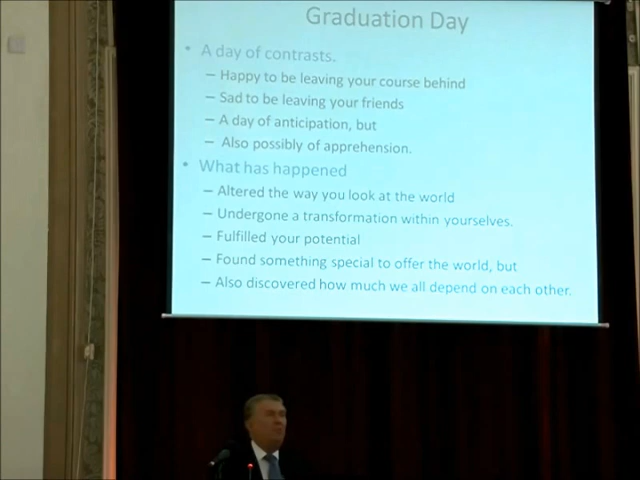 Graduation Day
• A day of contrasts.
– Happy to be leaving your course behind
– Sad to be leaving your friends
– A day of anticipation, but
– Also possibly of apprehension.
• What has happened
– Altered the way you look at the world
– Undergone a transformation within yourselves.
– Fulfilled your potential
– Found something special to offer the world, but
– Also discovered how much we all depend on each other.